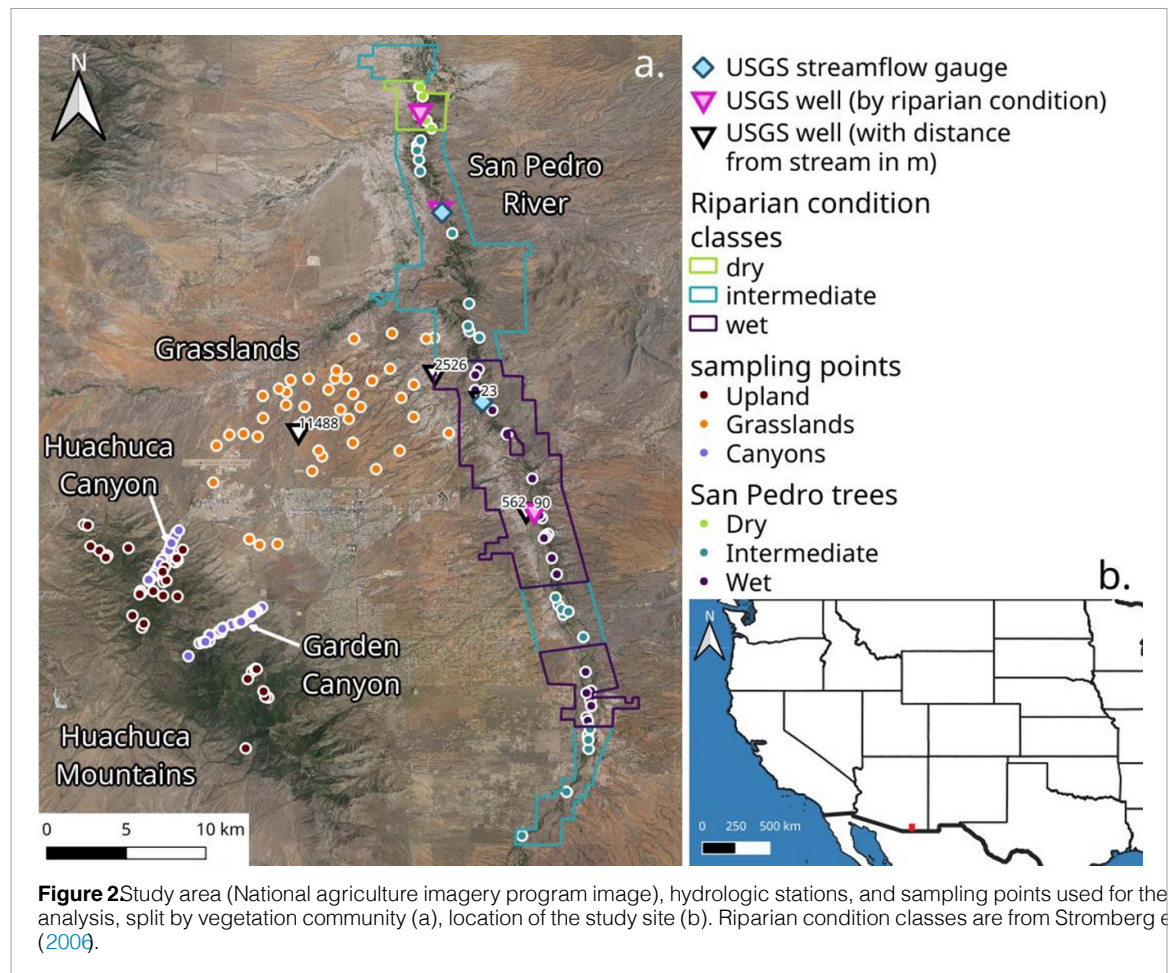 N
a.
San Pedro
River
Grasslands
2526
23
11488
Huachuca
Canyon
562 90
Garden
Canyon
Huachuca
Mountains
0 5 10 km
USGS streamflow gauge
USGS well (by riparian condition)
USGS well (with distance
from stream in m)
Riparian condition
classes
dry
intermediate
wet
sampling points
Upland
Grasslands
Canyons
San Pedro trees
Dry
Intermediate
Wet
b.
N
0 250 500 km
Figure 2. Study area (National agriculture imagery program image), hydrologic stations, and sampling points used for the
analysis, split by vegetation community (a), location of the study site (b). Riparian condition classes are from Stromberg e
(2006).